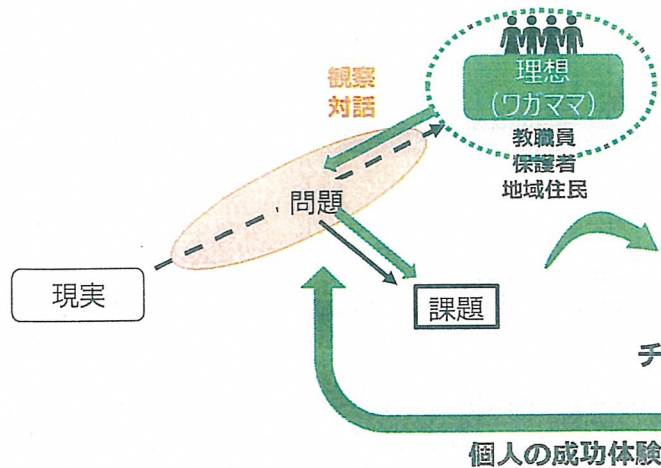 理想
(ワガママ)
観察
対話
教職員
保護者
地域住民
問題
現実
課題
チ
個人の成功体験